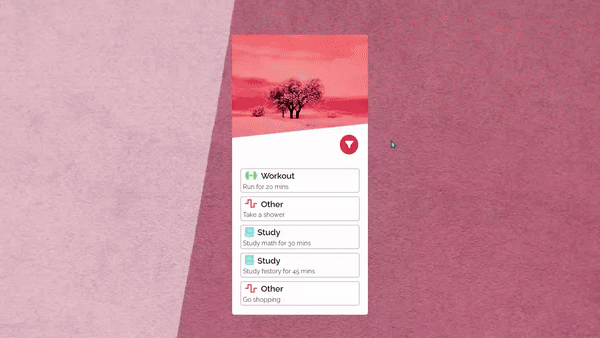 Workout
Run for 20 mins
Other
Take a shower
Study
Study math for 30 mins
Study
Study history for 45 mins
Other
Go shopping